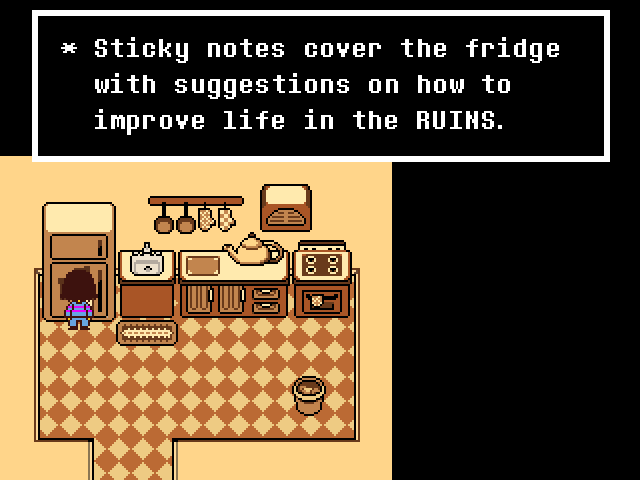 * Sticky notes cover the fridge
with suggestions on how to
improve life in the RUINS.